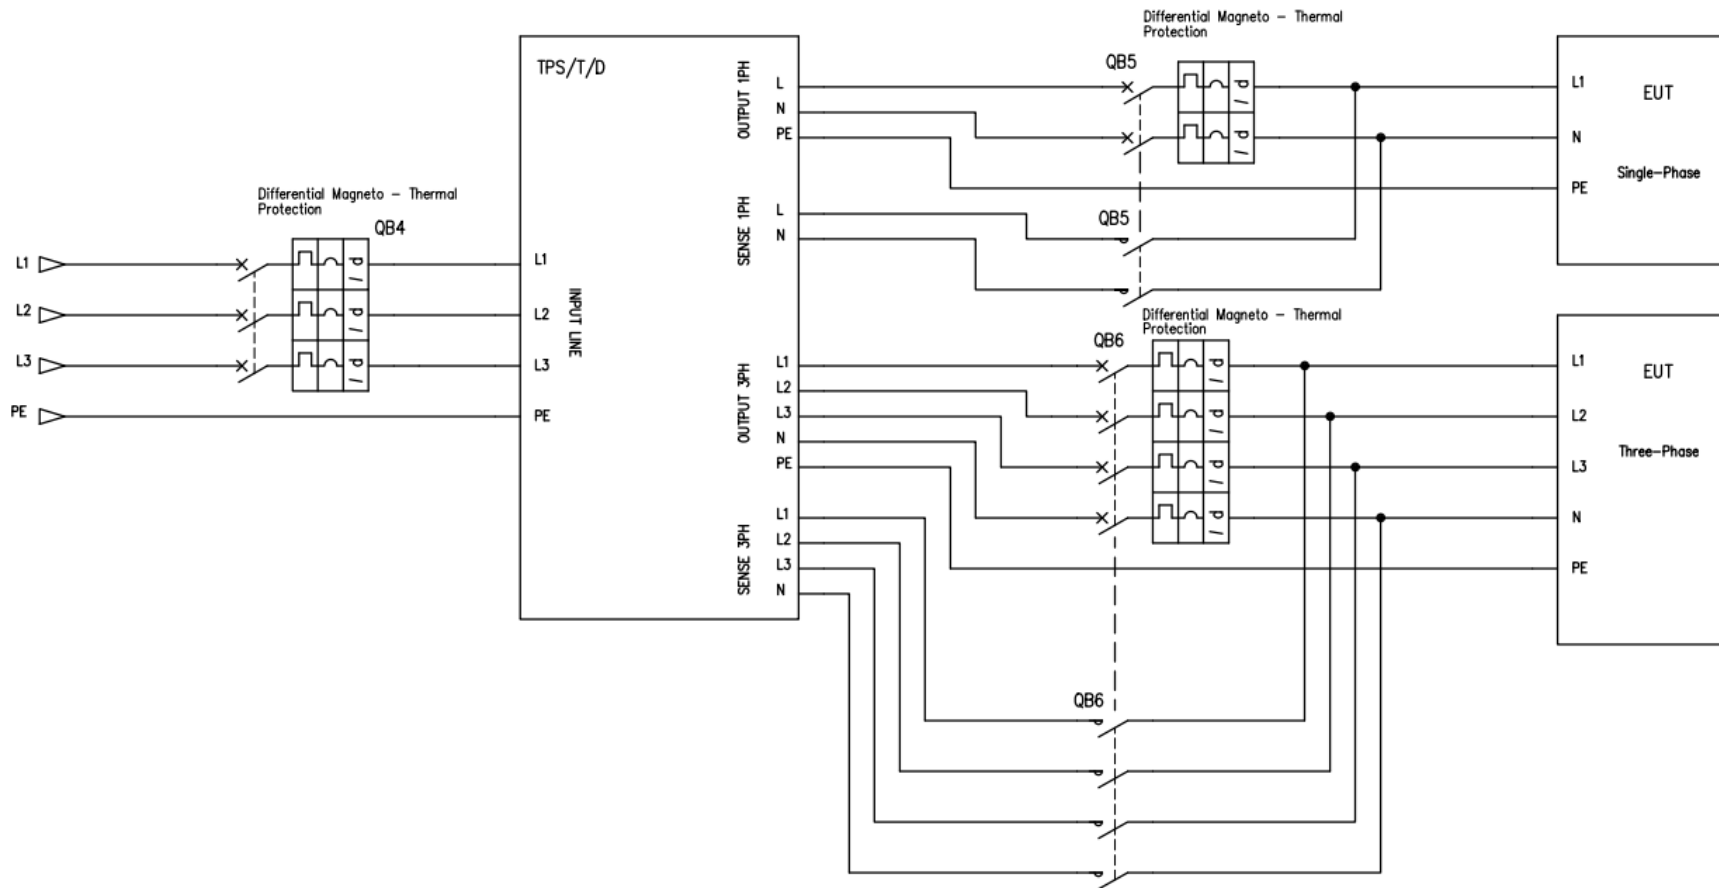 Differential Magneto - Thermal
Protection
QB4
L1
L2
L3
PE
TPS/T/D
L1
L2
L3
PE
INPUT LINE
OUTPUT 1PH
L
N
PE
SENSE 1PH
L
N
OUTPUT 3PH
L1
L2
L3
N
PE
SENSE 3PH
L1
L2
L3
N
Differential Magneto - Thermal
Protection
QB5
QB5
L1
N
PE
EUT
Single-Phase
Differential Magneto - Thermal
Protection
QB6
QB6
L1
L2
L3
N
PE
EUT
Three-Phase